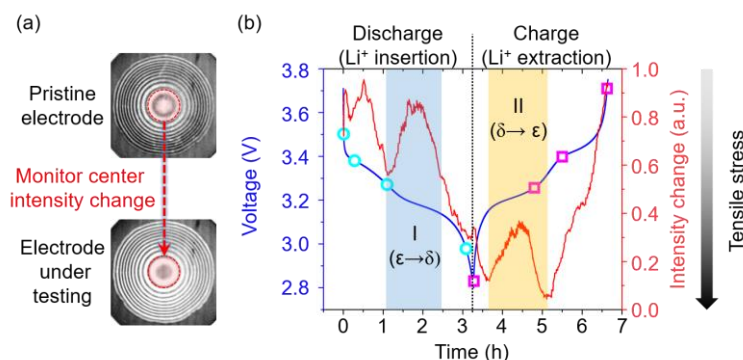 (a)
Pristine
electrode
Monitor center
intensity change
Electrode
under
testing
(b)
Discharge
(Li⁺ insertion)
Charge
(Li⁺ extraction)
3.8
3.6
3.4
3.2
3.0
2.8
Voltage (V)
I
(ε→δ)
II
(δ→ ε)
0 1 2 3 4 5 6 7
Time (h)
1.0
0.8
0.6
0.4
0.2
0.0
Intensity change (a.u.)
Tensile stress